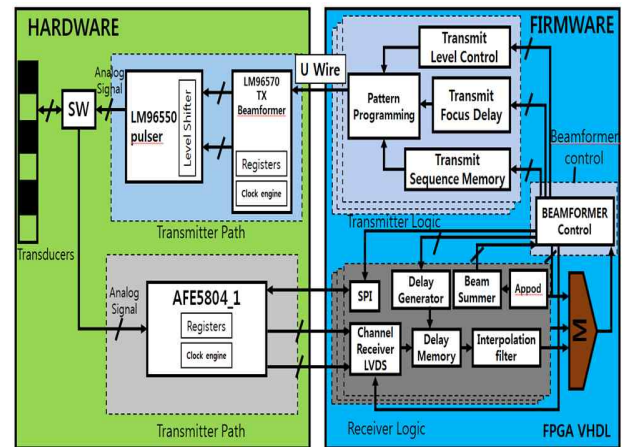 HARDWARE
FIRMWARE
Analog
Signal
SW
LM96550
pulser
Level Shifter
LM96570
TX
Beamformer
Registers
Clock engine
Transmitter Path
Transducers
U Wire
Pattern
Programming
Transmit
Level Control
Transmit
Focus Delay
Transmit
Sequence Memory
Transmitter Logic
Beamformer
control
BEAMFORMER
Control
Analog
Signal
AFE5804_1
Registers
Clock engine
Transmitter Path
SPI
Delay
Generator
Beam
Summer
Appod
Channel
Receiver
LVDS
Delay
Memory
Interpolation
filter
M
Receiver Logic
FPGA VHDL